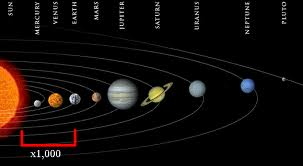 SUN
MERCURY
VENUS
EARTH
MARS
JUPITER
SATURN
URANUS
NEPTUNE
PLUTO
x1,000